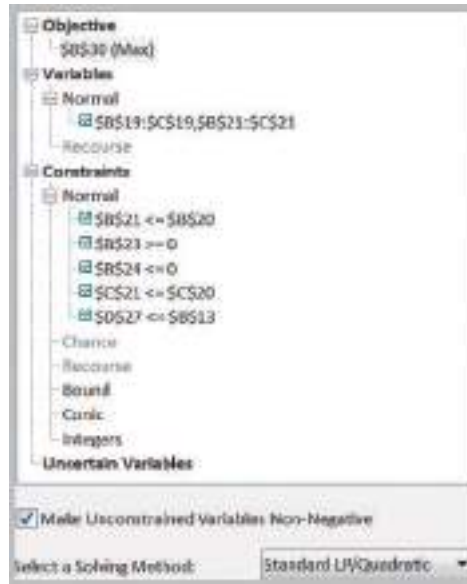 Objective
$B$30 (Max)
Variables
Normal
$B$19:$C$19,$B$21:$C$21
Recourse
Constraints
Normal
$B$21 <= $B$20
$B$23 >= 0
$B$24 <= 0
$C$21 <= $C$20
$D$27 <= $B$13
Chance
Recourse
Bound
Conic
Integers
Uncertain Variables
Make Unconstrained Variables Non-Negative
Select a Solving Method: Standard LP/Quadratic